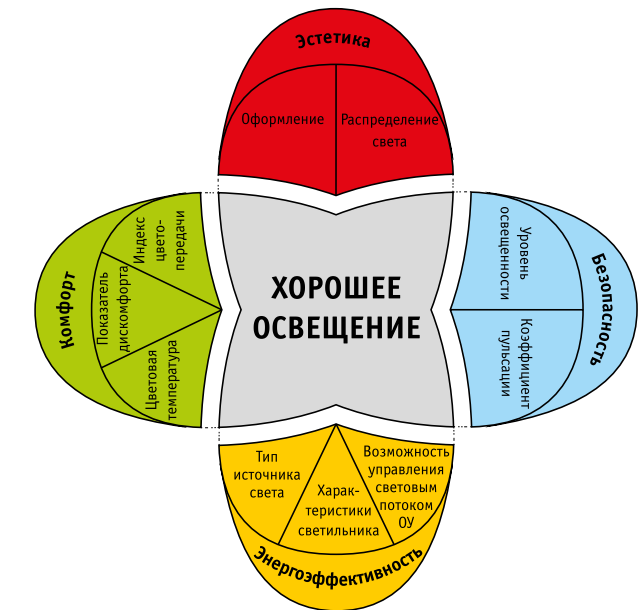 Эстетика
Оформление
Распределение
света
Индекс
цвето-
передачи
Показатель
дискомфорта
Цветовая
температура
Комфорт
ХОРОШЕЕ
ОСВЕЩЕНИЕ
Уровень
освещенности
Коэффициент
пульсации
Безопасность
Тип
источника
света
Харак-
теристики
светильника
Возможность
управления
световым
потоком
ОУ
Энергоэффективность